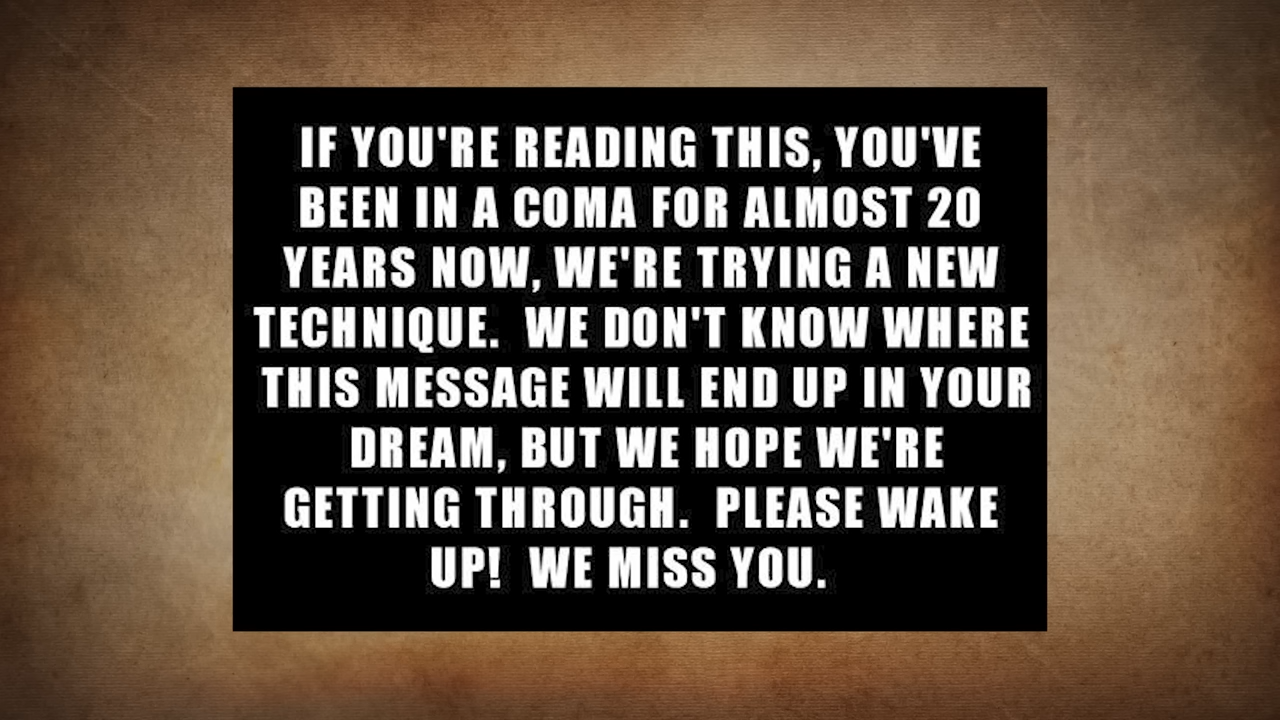 IF YOU'RE READING THIS, YOU'VE
BEEN IN A COMA FOR ALMOST 20
YEARS NOW, WE'RE TRYING A NEW
TECHNIQUE.  WE DON'T KNOW WHERE
THIS MESSAGE WILL END UP IN YOUR
DREAM, BUT WE HOPE WE'RE
GETTING THROUGH.  PLEASE WAKE
UP!  WE MISS YOU.